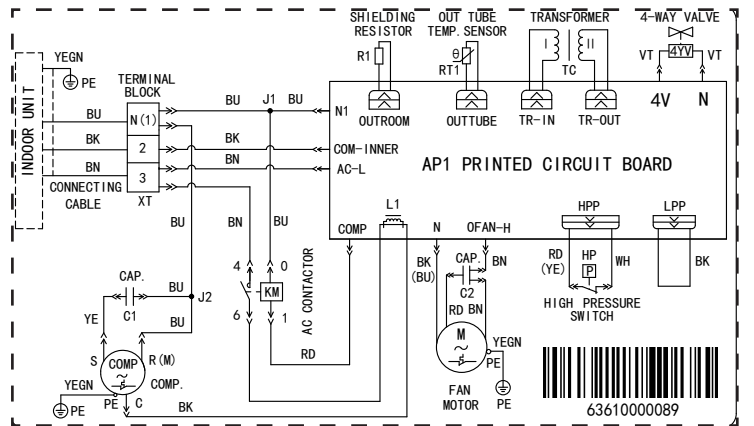 SHIELDING RESISTOR
OUT TUBE TEMP. SENSOR
TRANSFORMER
4-WAY VALVE
R1
θ
RT1
I
II
TC
VT
4YV
VT
YEGN
PE
INDOOR UNIT
TERMINAL BLOCK
BU
N(1)
BU
J1
BU
N1
OUTROOM
OUTTUBE
TR-IN
TR-OUT
4V
N
BK
2
BK
COM-INNER
BN
3
BN
AC-L
AP1 PRINTED CIRCUIT BOARD
CONNECTING CABLE
XT
BU
BN
BU
L1
COMP
N
OFAN-H
HPP
LPP
CAP.
C1
BU
J2
4
0
KM
6
1
AC CONTACTOR
BK
(BU)
BN
CAP.
C2
RD
BN
RD
(YE)
HP
P
WH
BK
HIGH PRESSURE SWITCH
YE
BU
RD
S
COMP
R(M)
COMP.
YEGN
PE
PE
C
BK
M
YEGN
PE
FAN MOTOR
PE
63610000089